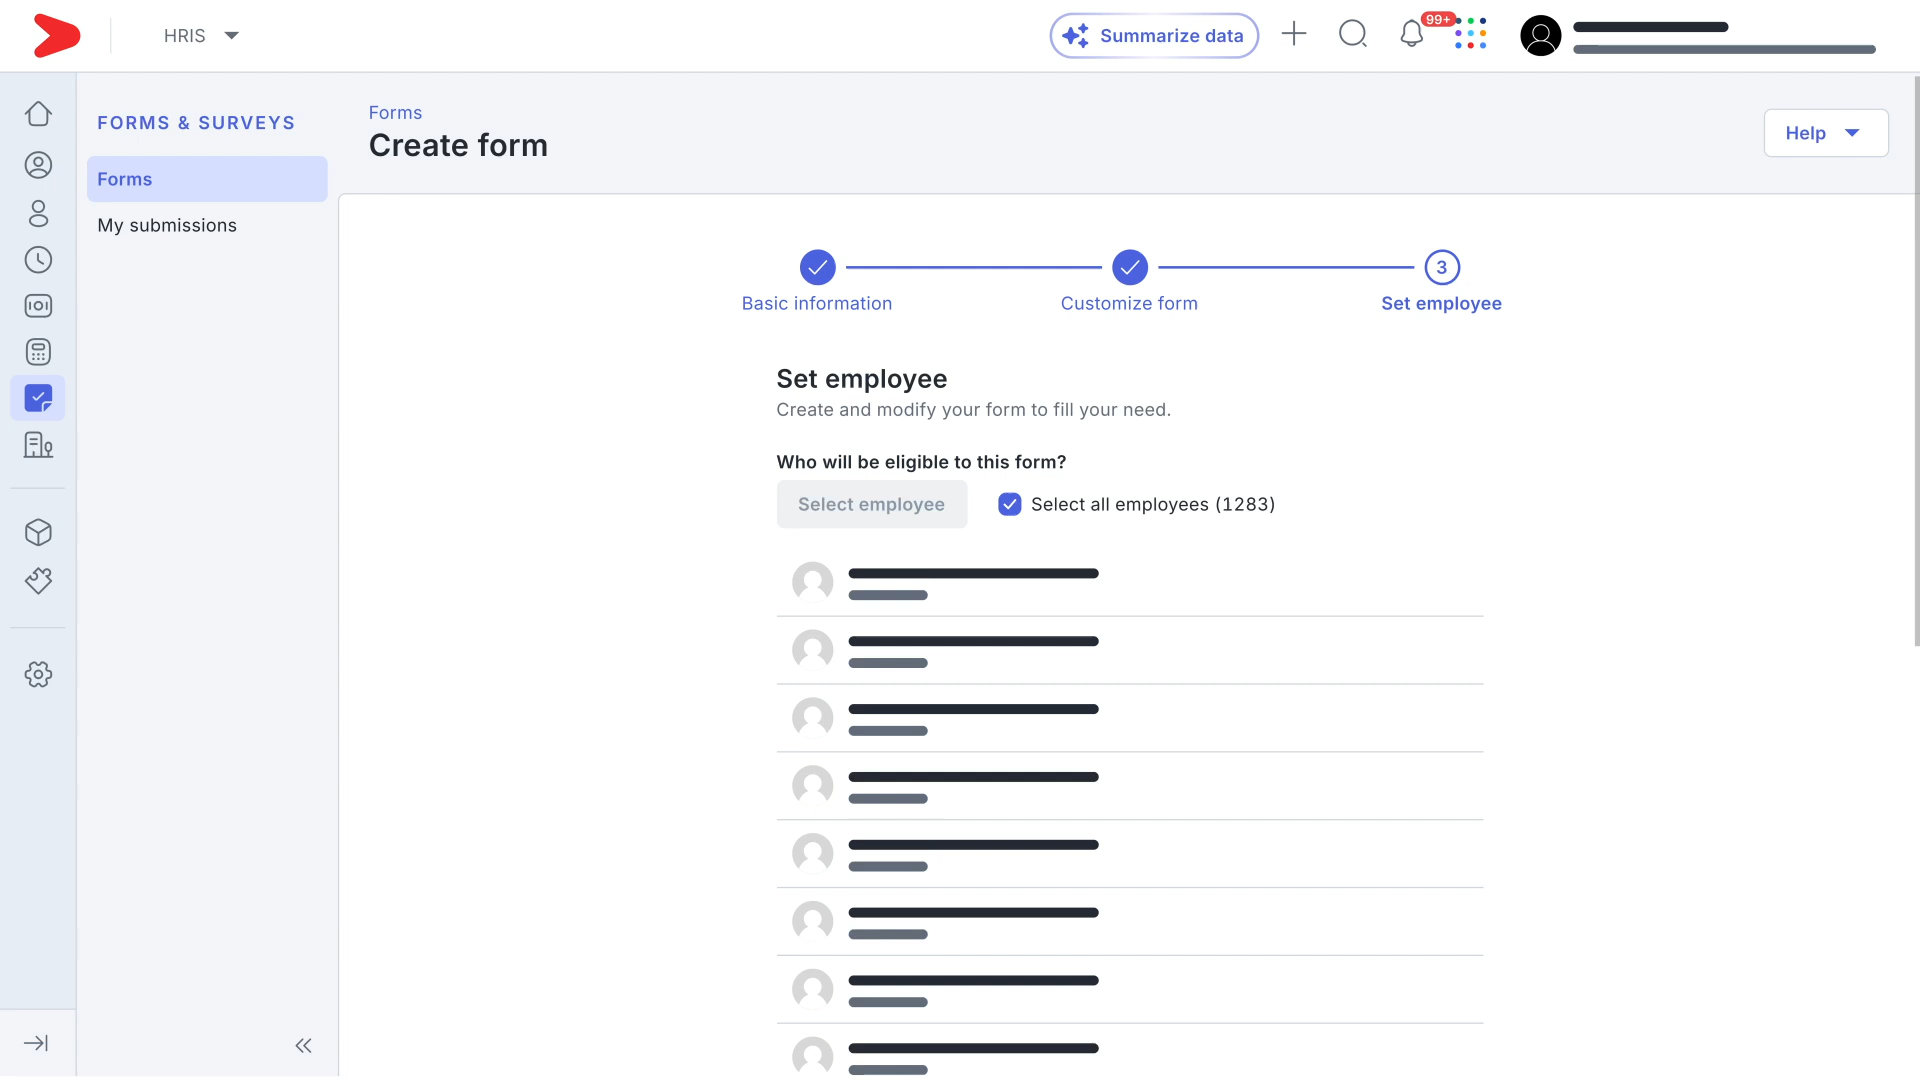 HRIS
Summarize data
99+
FORMS & SURVEYS
Forms
My submissions
Forms
Create form
Help
3
Basic information
Customize form
Set employee
Set employee
Create and modify your form to fill your need.
Who will be eligible to this form?
Select employee
Select all employees (1283)